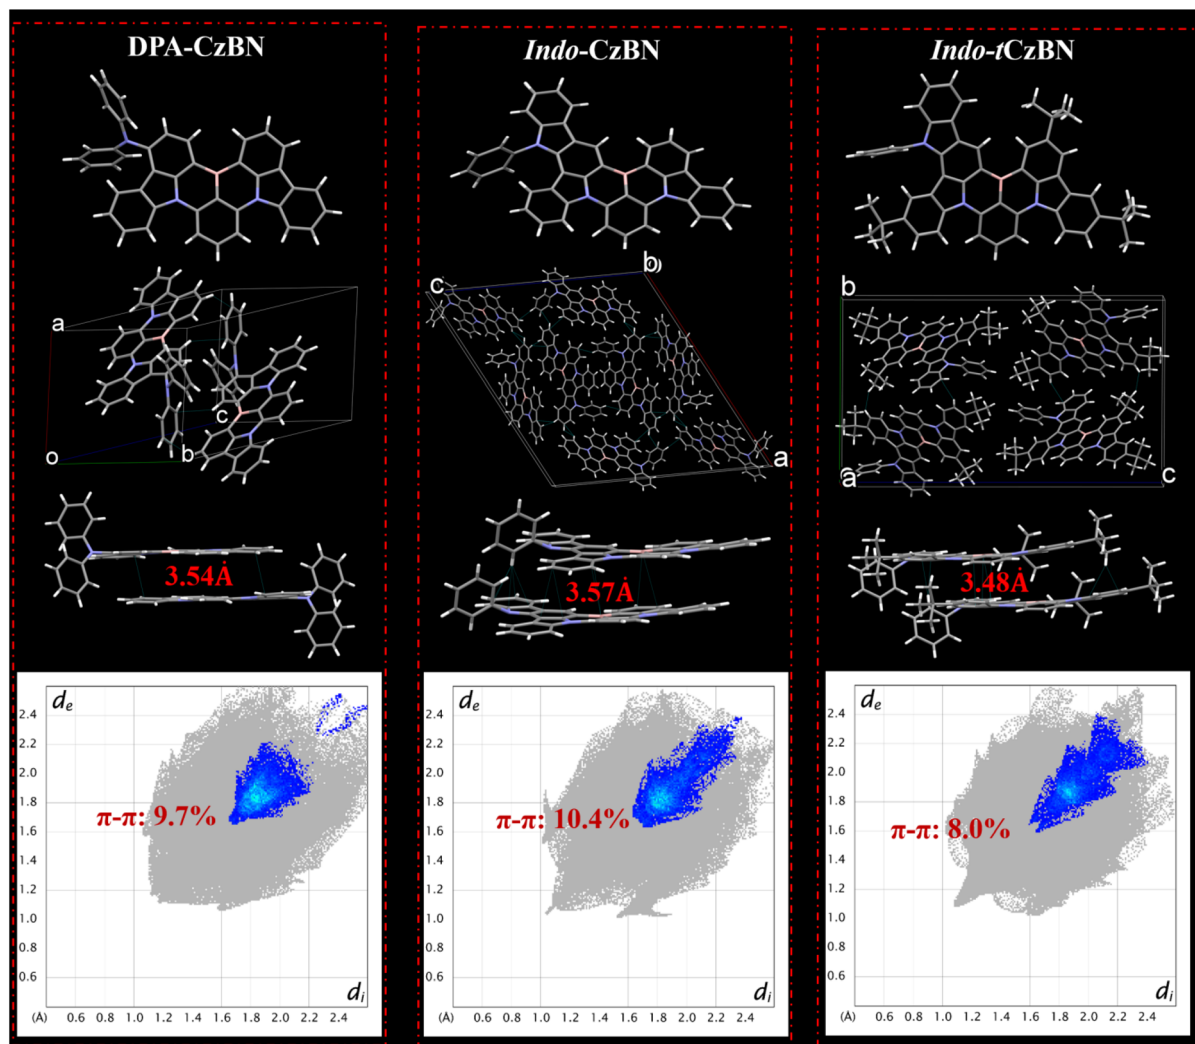 DPA-CzBN
Indo-CzBN
Indo-tCzBN
a
o
b
c
c
b
a
b
a
c
3.54Å
3.57Å
3.48Å
de
2.4
2.2
2.0
1.8
1.6
1.4
1.2
1.0
0.8
0.6
π-π: 9.7%
di
(Å) 0.6 0.8 1.0 1.2 1.4 1.6 1.8 2.0 2.2 2.4
de
2.4
2.2
2.0
1.8
1.6
1.4
1.2
1.0
0.8
0.6
π-π: 10.4%
di
(Å) 0.6 0.8 1.0 1.2 1.4 1.6 1.8 2.0 2.2 2.4
de
2.4
2.2
2.0
1.8
1.6
1.4
1.2
1.0
0.8
0.6
π-π: 8.0%
di
(Å) 0.6 0.8 1.0 1.2 1.4 1.6 1.8 2.0 2.2 2.4